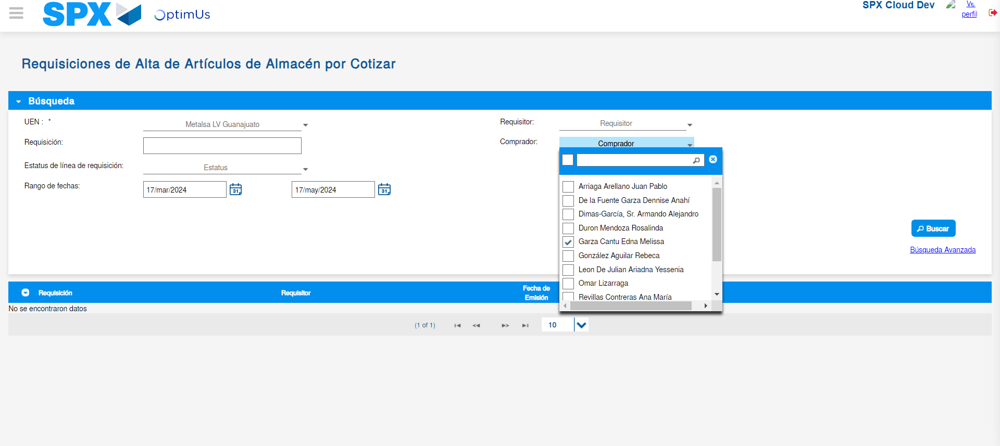 SPX
OptimUs
SPX Cloud Dev
perfil
Requisiciones de Alta de Artículos de Almacén por Cotizar
Búsqueda
UEN : *
Metalsa LV Guanajuato
Requisitor:
Requisitor
Requisición:
Comprador:
Comprador
Estatus de línea de requisición:
Estatus
Rango de fechas:
17/mar/2024
31
17/may/2024
31
Arriaga Arellano Juan Pablo
De la Fuente Garza Dennise Anahí
Dimas-García, Sr. Armando Alejandro
Duron Mendoza Rosalinda
Garza Cantu Edna Melissa
González Aguilar Rebeca
Leon De Julian Ariadna Yessenia
Omar Lizarraga
Revillas Contreras Ana María
Buscar
Búsqueda Avanzada
Requisición
Requisitor
Fecha de
Emisión
No se encontraron datos
(1 of 1)
10